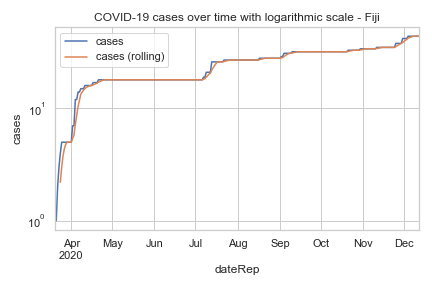 COVID-19 cases over time with logarithmic scale - Fiji
cases
cases (rolling)
10¹
10⁰
cases
Apr May Jun Jul Aug Sep Oct Nov Dec
2020
dateRep